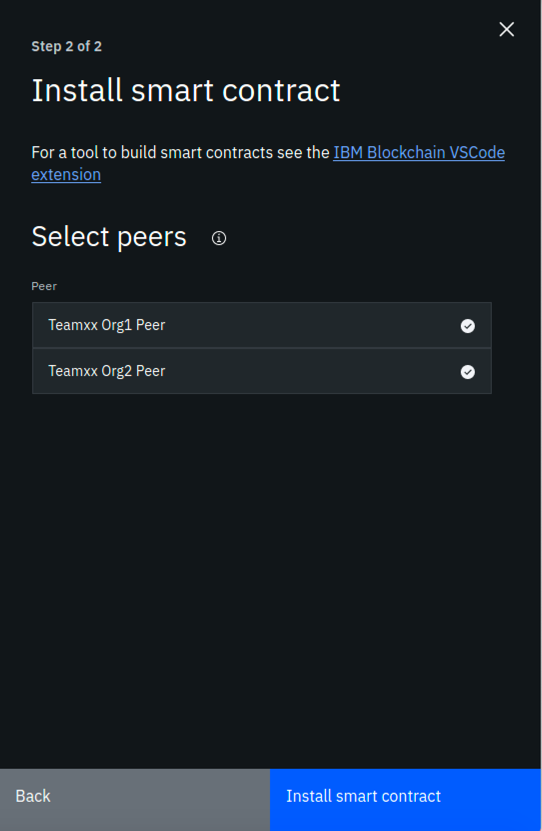 Step 2 of 2
Install smart contract
For a tool to build smart contracts see the IBM Blockchain VSCode
extension
Select peers
Peer
Teamxx Org1 Peer
Teamxx Org2 Peer
Back
Install smart contract